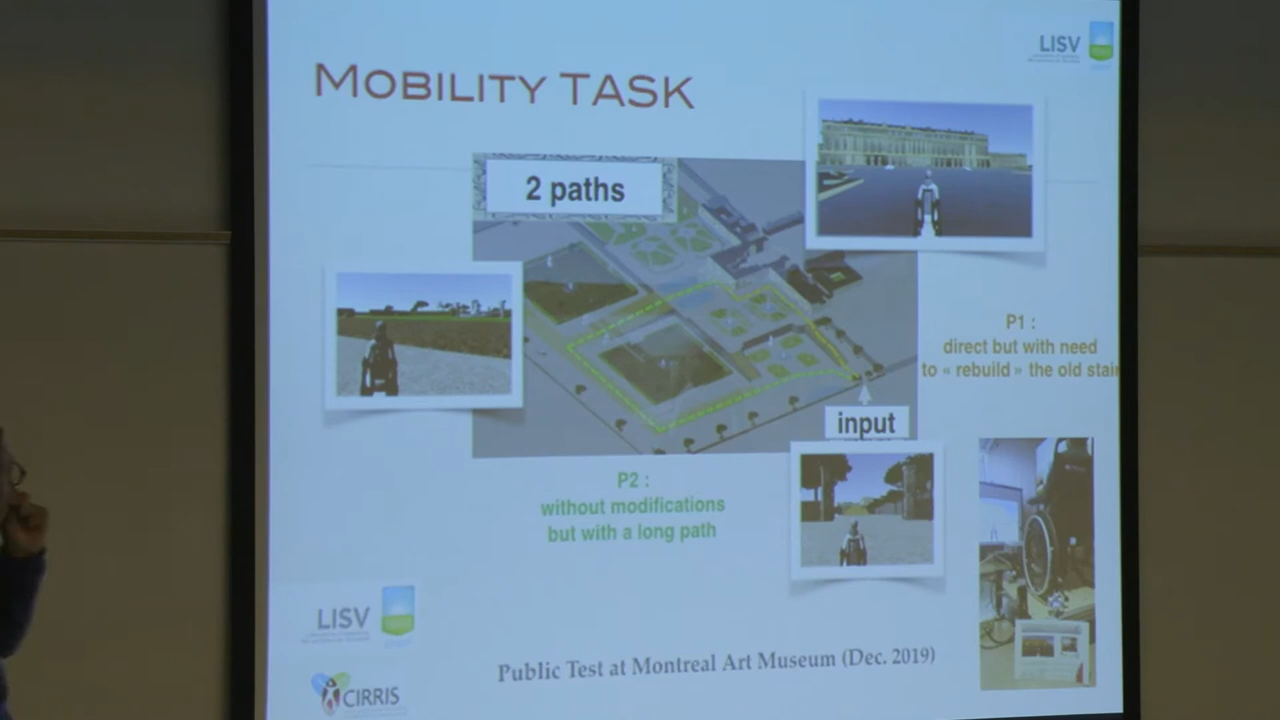 LISV
MOBILITY TASK
2 paths
P1 :
direct but with need
to « rebuild » the old stair
input
P2 :
without modifications
but with a long path
LISV
Public Test at Montreal Art Museum (Dec. 2019)
CIRRIS